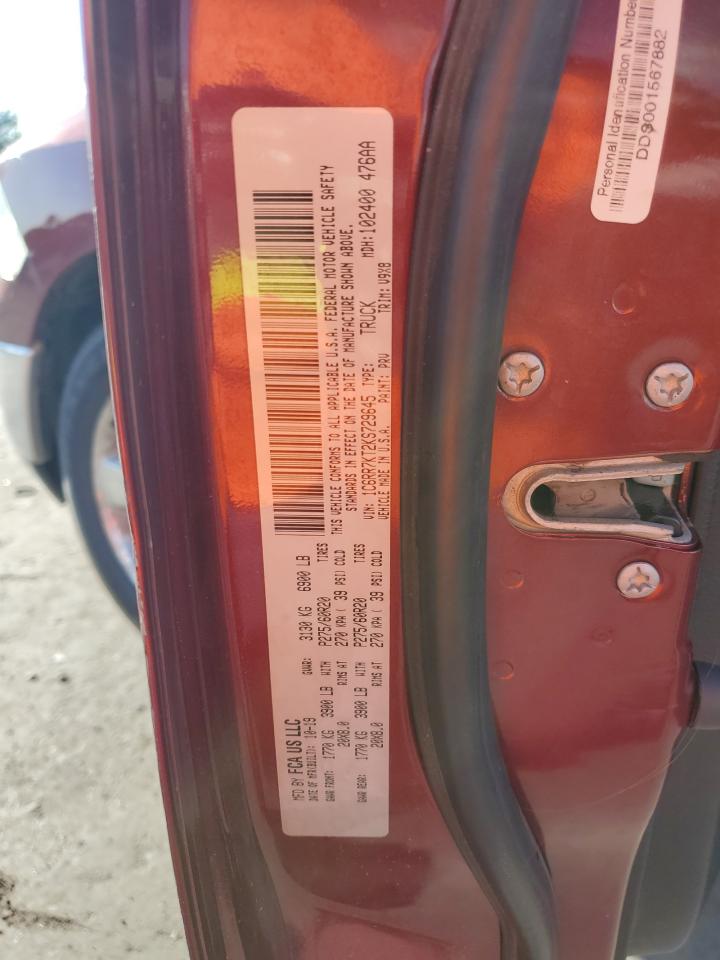 MFD BY FCA US LLC
DATE OF MFR(BUILT): 10-19 GVWR: 3130 KG 6900 LB
GAWR FRONT: 1770 KG 3900 LB WITH P275/60R20 TIRES
20X8.0 RIMS AT 270 KPA ( 39 PSI) COLD
GAWR REAR: 1770 KG 3900 LB WITH P275/60R20 TIRES
20X8.0 RIMS AT 270 KPA ( 39 PSI) COLD
THIS VEHICLE CONFORMS TO ALL APPLICABLE U.S.A. FEDERAL MOTOR VEHICLE SAFETY
STANDARDS IN EFFECT ON THE DATE OF MANUFACTURE SHOWN ABOVE.
VIN: 1C6RR7KT2KS729645 TYPE: TRUCK MDH: 102400 476AA
VEHICLE MADE IN U.S.A. PAINT: PRV TRIM: V9X8
Personal Identification Number
DD9001567882